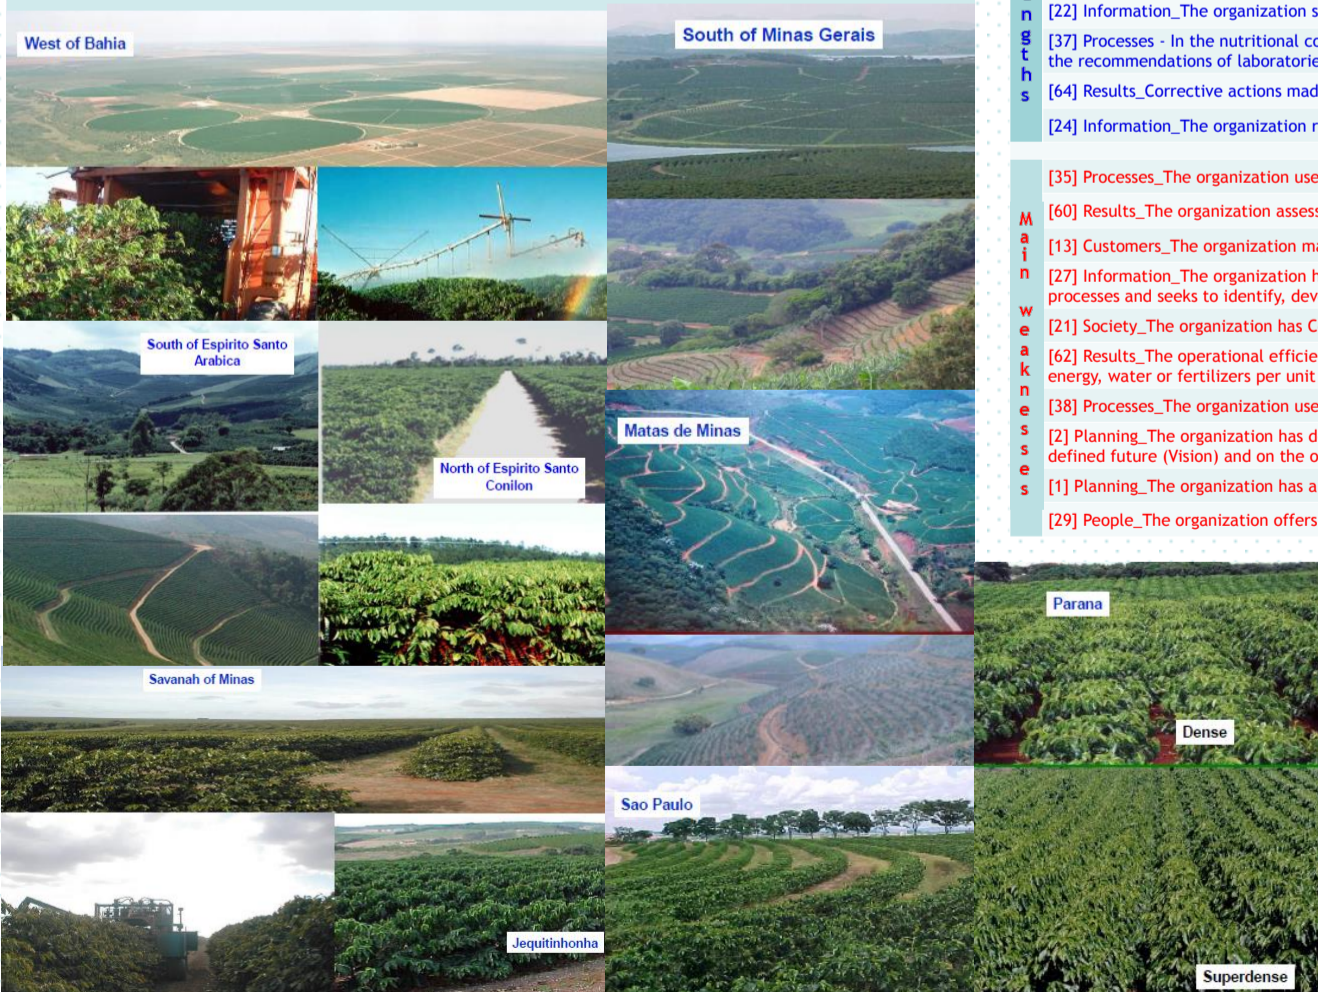 West of Bahia
South of Minas Gerais
South of Espirito Santo
Arabica
North of Espirito Santo
Conilon
Matas de Minas
Savanah of Minas
Sao Paulo
Jequitinhonha
Parana
Dense
Superdense
ngths
[22] Information_The organization s
[37] Processes - In the nutritional co
the recommendations of laboratorie
[64] Results_Corrective actions mad
[24] Information_The organization r
Main weaknesses
[35] Processes_The organization use
[60] Results_The organization assess
[13] Customers_The organization ma
[27] Information_The organization h
processes and seeks to identify, dev
[21] Society_The organization has C
[62] Results_The operational efficie
energy, water or fertilizers per unit
[38] Processes_The organization use
[2] Planning_The organization has d
defined future (Vision) and on the o
[1] Planning_The organization has a
[29] People_The organization offers